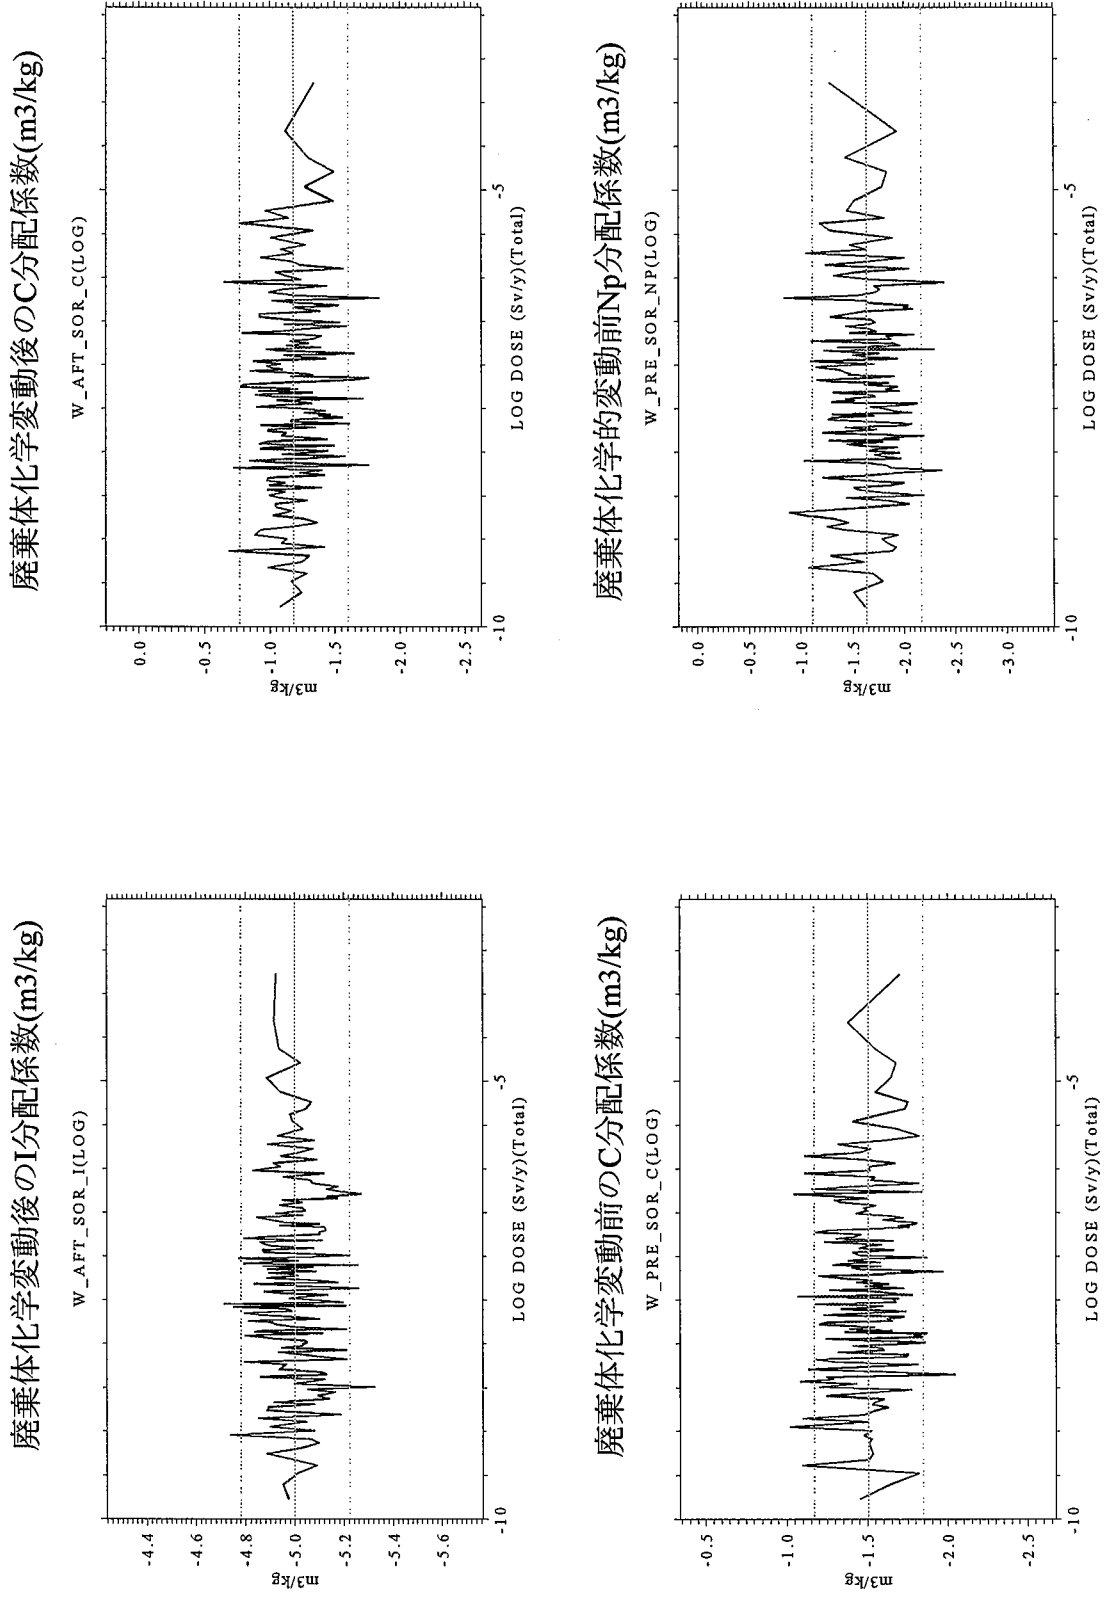 廃棄体化学変動後のI分配係数(m3/kg)
W_AFT_SOR_I(LOG)
-4.4
-4.6
-4.8
-5.0
-5.2
-5.4
-5.6
m3/kg
-10
-5
LOG DOSE (Sv/y)(Total)
廃棄体化学変動後のC分配係数(m3/kg)
W_AFT_SOR_C(LOG)
0.0
-0.5
-1.0
-1.5
-2.0
-2.5
m3/kg
-10
-5
LOG DOSE (Sv/y)(Total)
廃棄体化学変動前のC分配係数(m3/kg)
W_PRE_SOR_C(LOG)
-0.5
-1.0
-1.5
-2.0
-2.5
m3/kg
-10
-5
LOG DOSE (Sv/y)(Total)
廃棄体化学的変動前Np分配係数(m3/kg)
W_PRE_SOR_NP(LOG)
0.0
-0.5
-1.0
-1.5
-2.0
-2.5
-3.0
m3/kg
-10
-5
LOG DOSE (Sv/y)(Total)